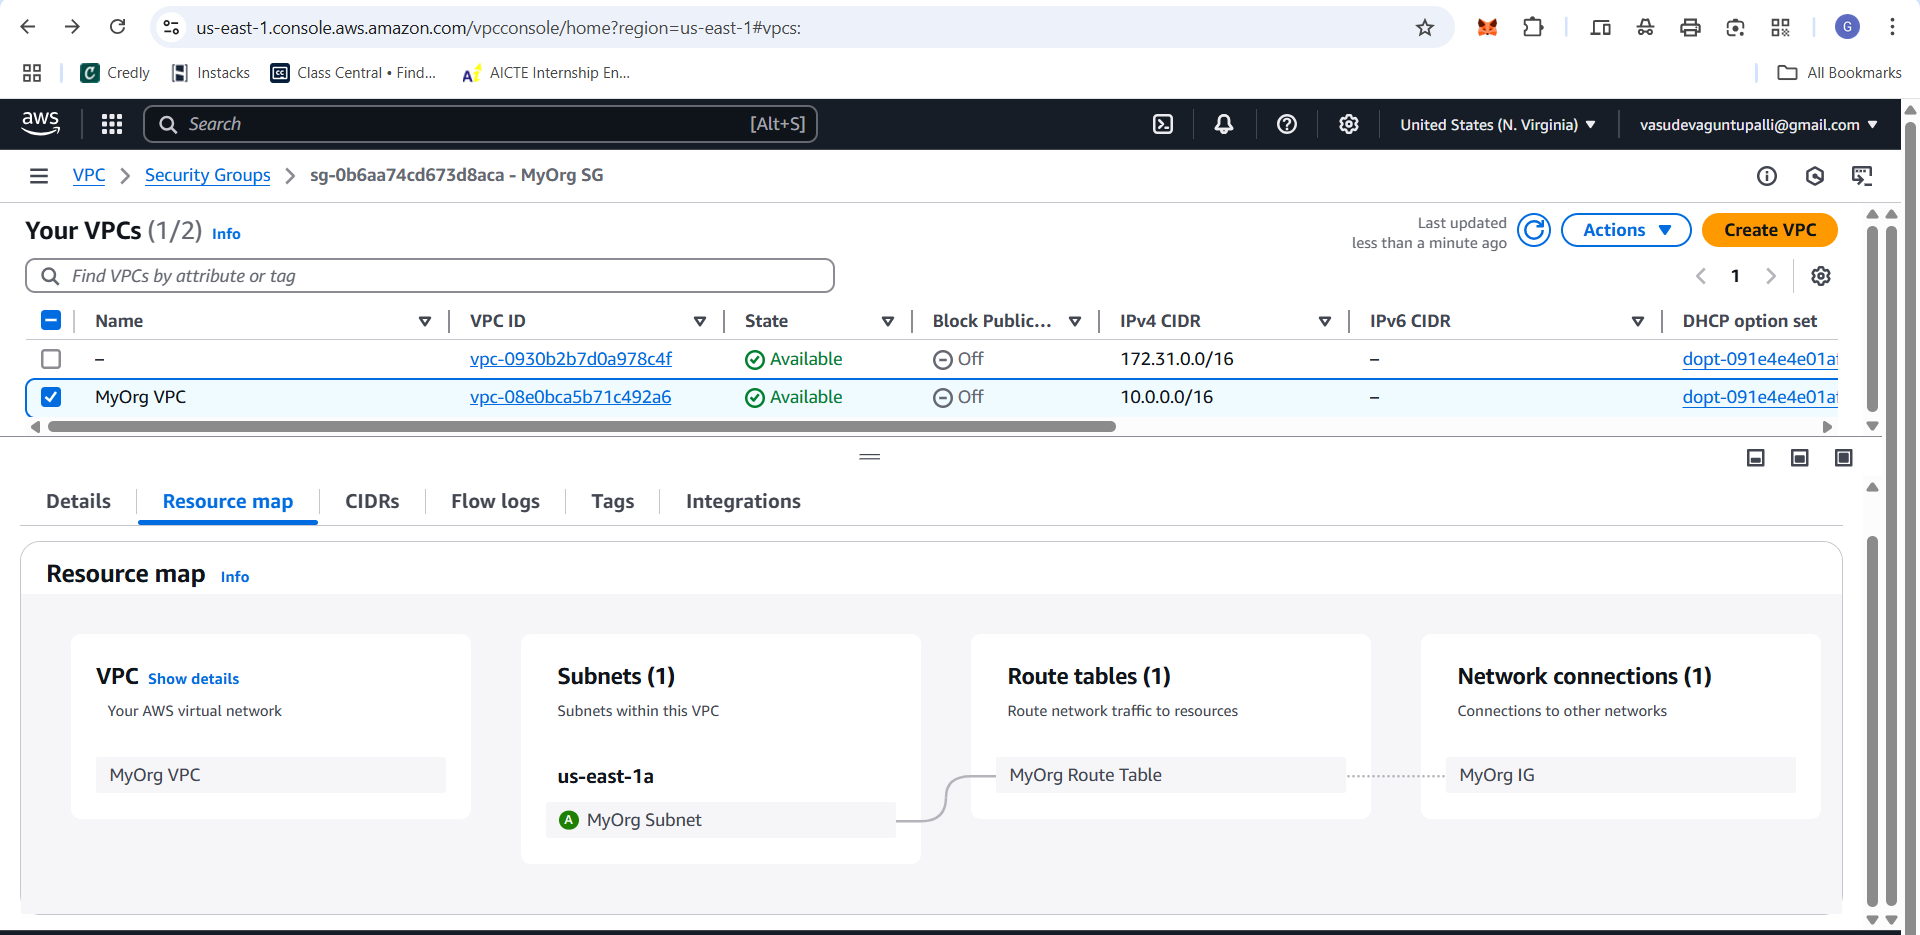 us-east-1.console.aws.amazon.com/vpcconsole/home?region=us-east-1#vpcs:
G
Credly
Instacks
Class Central • Find...
AICTE Internship En...
All Bookmarks
aws
Search
[Alt+S]
United States (N. Virginia)
vasudevaguntupalli@gmail.com
VPC
Security Groups
sg-0b6aa74cd673d8aca - MyOrg SG
Your VPCs (1/2) Info
Last updated
less than a minute ago
Actions
Create VPC
Find VPCs by attribute or tag
1
Name VPC ID State Block Public... IPv4 CIDR IPv6 CIDR DHCP option set
– vpc-0930b2b7d0a978c4f Available Off 172.31.0.0/16 – dopt-091e4e4e01a
MyOrg VPC vpc-08e0bca5b71c492a6 Available Off 10.0.0.0/16 – dopt-091e4e4e01a
Details Resource map CIDRs Flow logs Tags Integrations
Resource map Info
VPC Show details
Your AWS virtual network
MyOrg VPC
Subnets (1)
Subnets within this VPC
us-east-1a
A MyOrg Subnet
Route tables (1)
Route network traffic to resources
MyOrg Route Table
Network connections (1)
Connections to other networks
MyOrg IG